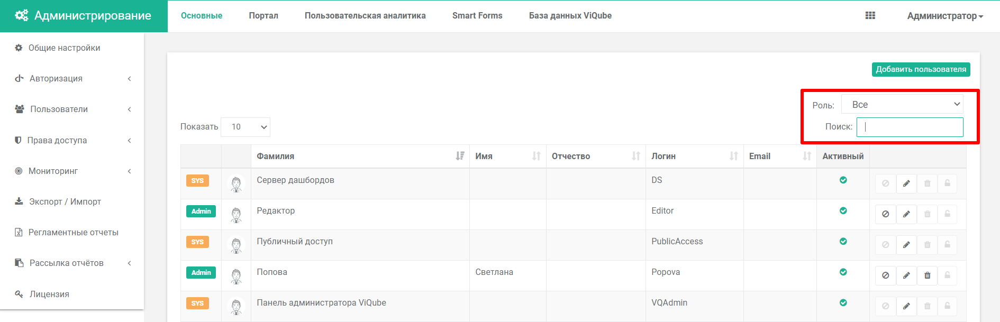 Администрирование
Основные Портал Пользовательская аналитика Smart Forms База данных ViQube Администратор
Общие настройки
Авторизация
Пользователи
Права доступа
Мониторинг
Экспорт / Импорт
Регламентные отчеты
Рассылка отчётов
Лицензия
Добавить пользователя
Роль: Все
Показать 10 Поиск:
Фамилия Имя Отчество Логин Email Активный
SYS Сервер дашбордов DS
Admin Редактор Editor
SYS Публичный доступ PublicAccess
Admin Попова Светлана Popova
SYS Панель администратора ViQube VQAdmin